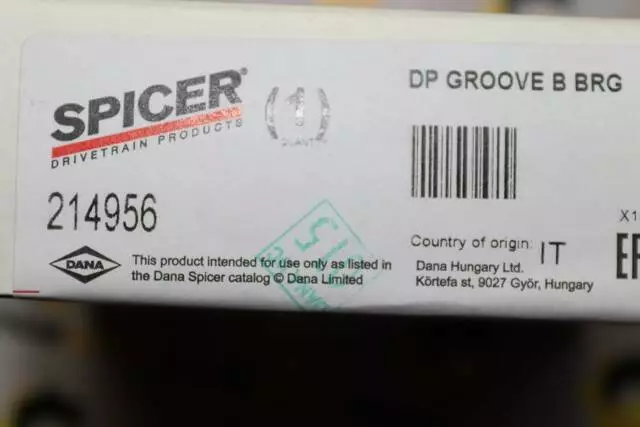 SPICER®
DRIVETRAIN PRODUCTS
1
214956
DANA
This product intended for use only as listed in
the Dana Spicer catalog © Dana Limited
DP GROOVE B BRG
X1
Country of origin: IT
Dana Hungary Ltd.
Körtefa st, 9027 Győr, Hungary